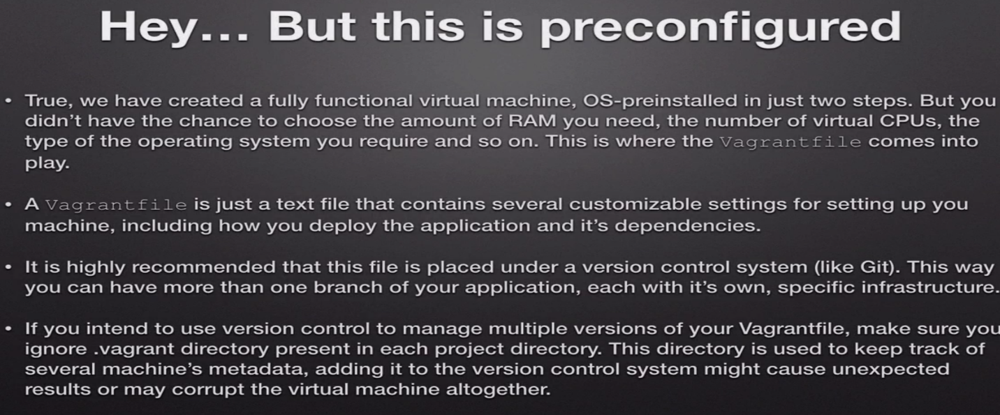 Hey... But this is preconfigured
• True, we have created a fully functional virtual machine, OS-preinstalled in just two steps. But you
didn't have the chance to choose the amount of RAM you need, the number of virtual CPUs, the
type of the operating system you require and so on. This is where the Vagrantfile comes into
play.
• A Vagrantfile is just a text file that contains several customizable settings for setting up you
machine, including how you deploy the application and it's dependencies.
• It is highly recommended that this file is placed under a version control system (like Git). This way
you can have more than one branch of your application, each with it's own, specific infrastructure.
• If you intend to use version control to manage multiple versions of your Vagrantfile, make sure you
ignore .vagrant directory present in each project directory. This directory is used to keep track of
several machine's metadata, adding it to the version control system might cause unexpected
results or may corrupt the virtual machine altogether.